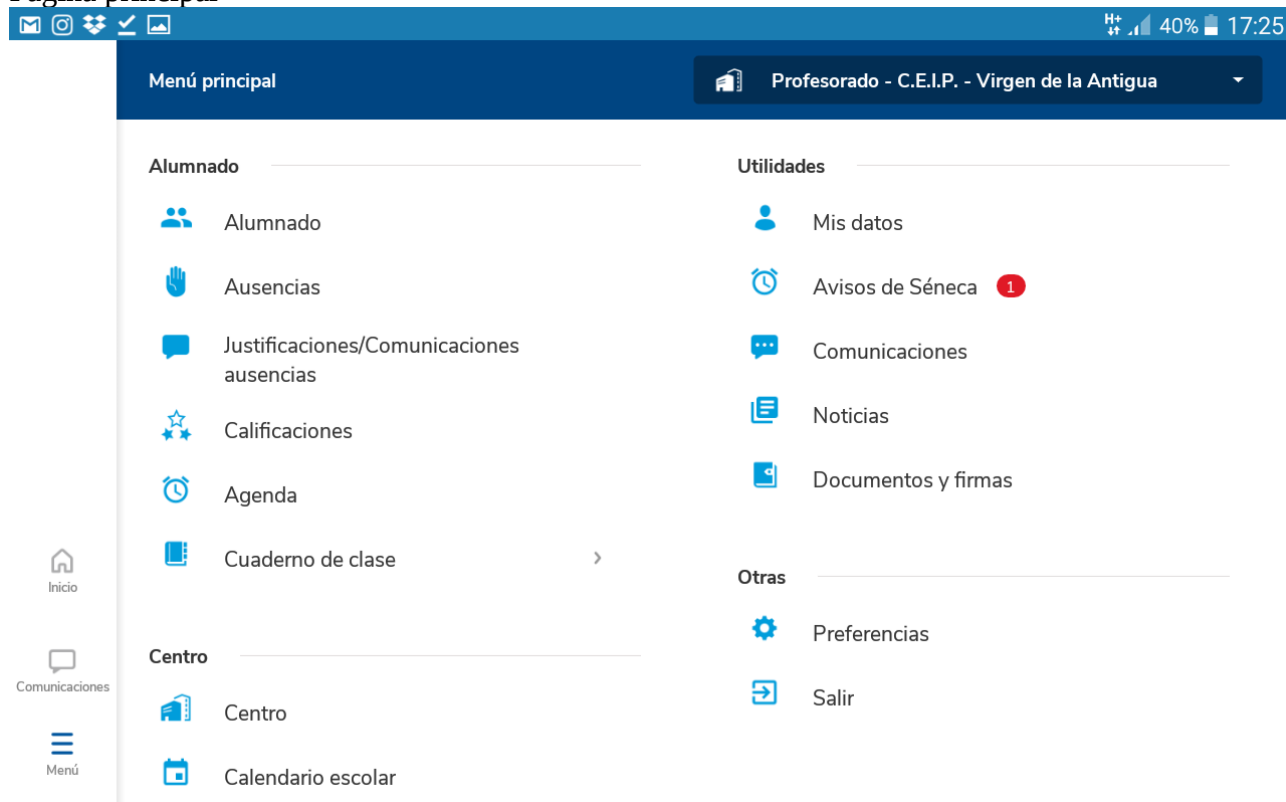 Página principal
H+ 40% 17:25
Menú principal
Profesorado - C.E.I.P. - Virgen de la Antigua
Alumnado
Alumnado
Ausencias
Justificaciones/Comunicaciones
ausencias
Calificaciones
Agenda
Cuaderno de clase
Centro
Centro
Calendario escolar
Utilidades
Mis datos
Avisos de Séneca 1
Comunicaciones
Noticias
Documentos y firmas
Otras
Preferencias
Salir
Inicio
Comunicaciones
Menú